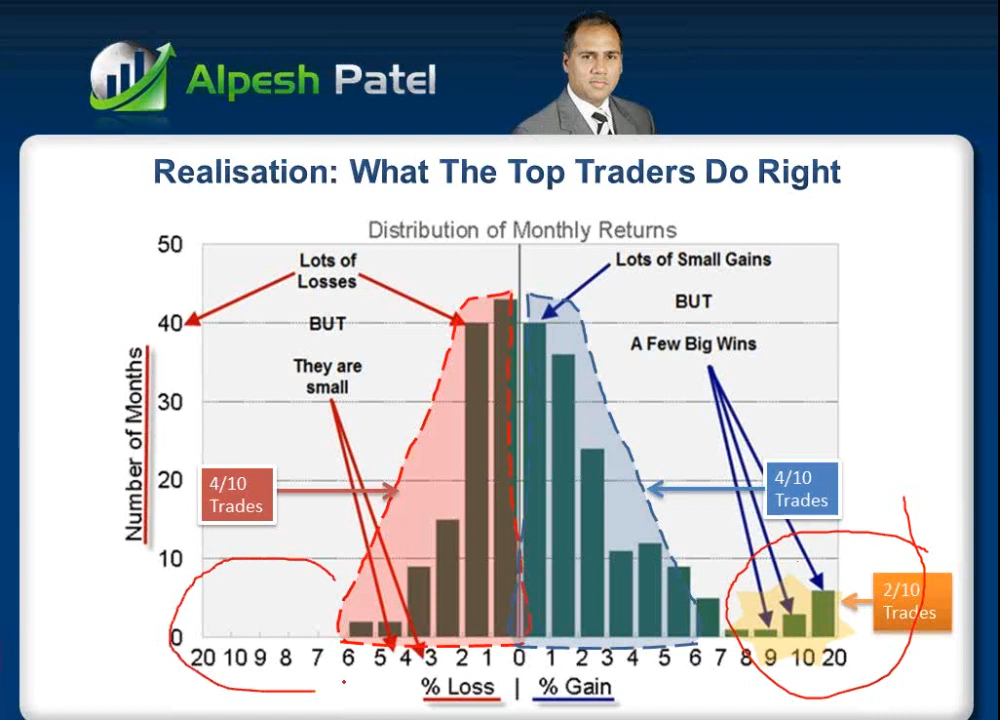 Alpesh Patel
Realisation: What The Top Traders Do Right
Distribution of Monthly Returns
50
40
30
20
10
0
Number of Months
Lots of
Losses
BUT
They are
small
Lots of Small Gains
BUT
A Few Big Wins
4/10
Trades
4/10
Trades
2/10
Trades
20 10 9 8 7 6 5 4 3 2 1 0 1 2 3 4 5 6 7 8 9 10 20
% Loss | % Gain